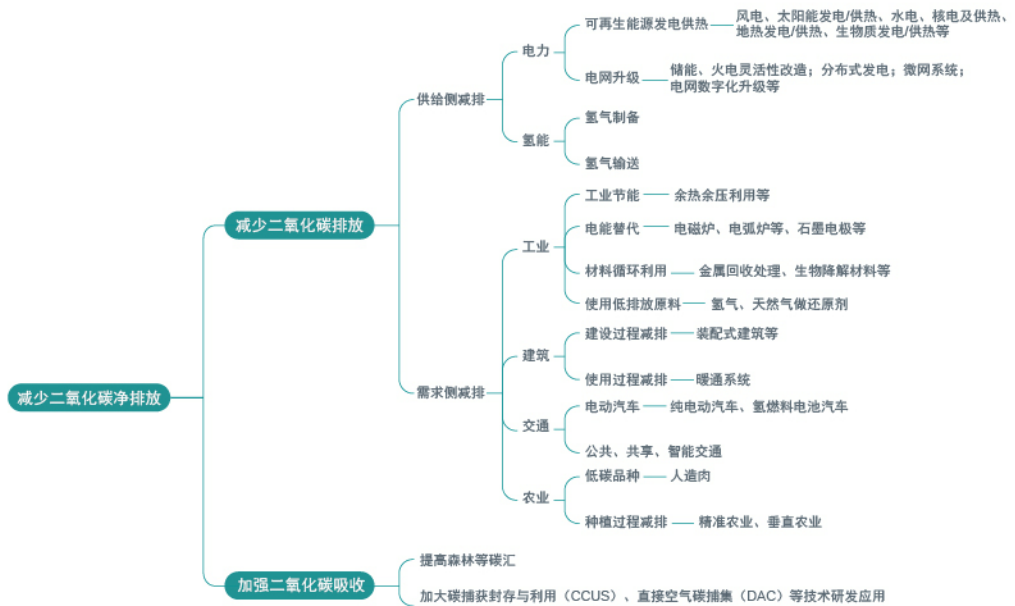 减少二氧化碳净排放
减少二氧化碳排放
供给侧减排
电力
可再生能源发电供热
风电、太阳能发电/供热、水电、核电及供热、
地热发电/供热、生物质发电/供热等
电网升级
储能、火电灵活性改造；分布式发电；微网系统；
电网数字化升级等
氢能
氢气制备
氢气输送
需求侧减排
工业
工业节能
余热余压利用等
电能替代
电磁炉、电弧炉等、石墨电极等
材料循环利用
金属回收处理、生物降解材料等
使用低排放原料
氢气、天然气做还原剂
建筑
建设过程减排
装配式建筑等
使用过程减排
暖通系统
交通
电动汽车
纯电动汽车、氢燃料电池汽车
公共、共享、智能交通
农业
低碳品种
人造肉
种植过程减排
精准农业、垂直农业
加强二氧化碳吸收
提高森林等碳汇
加大碳捕获封存与利用（CCUS）、直接空气碳捕集（DAC）等技术研发应用